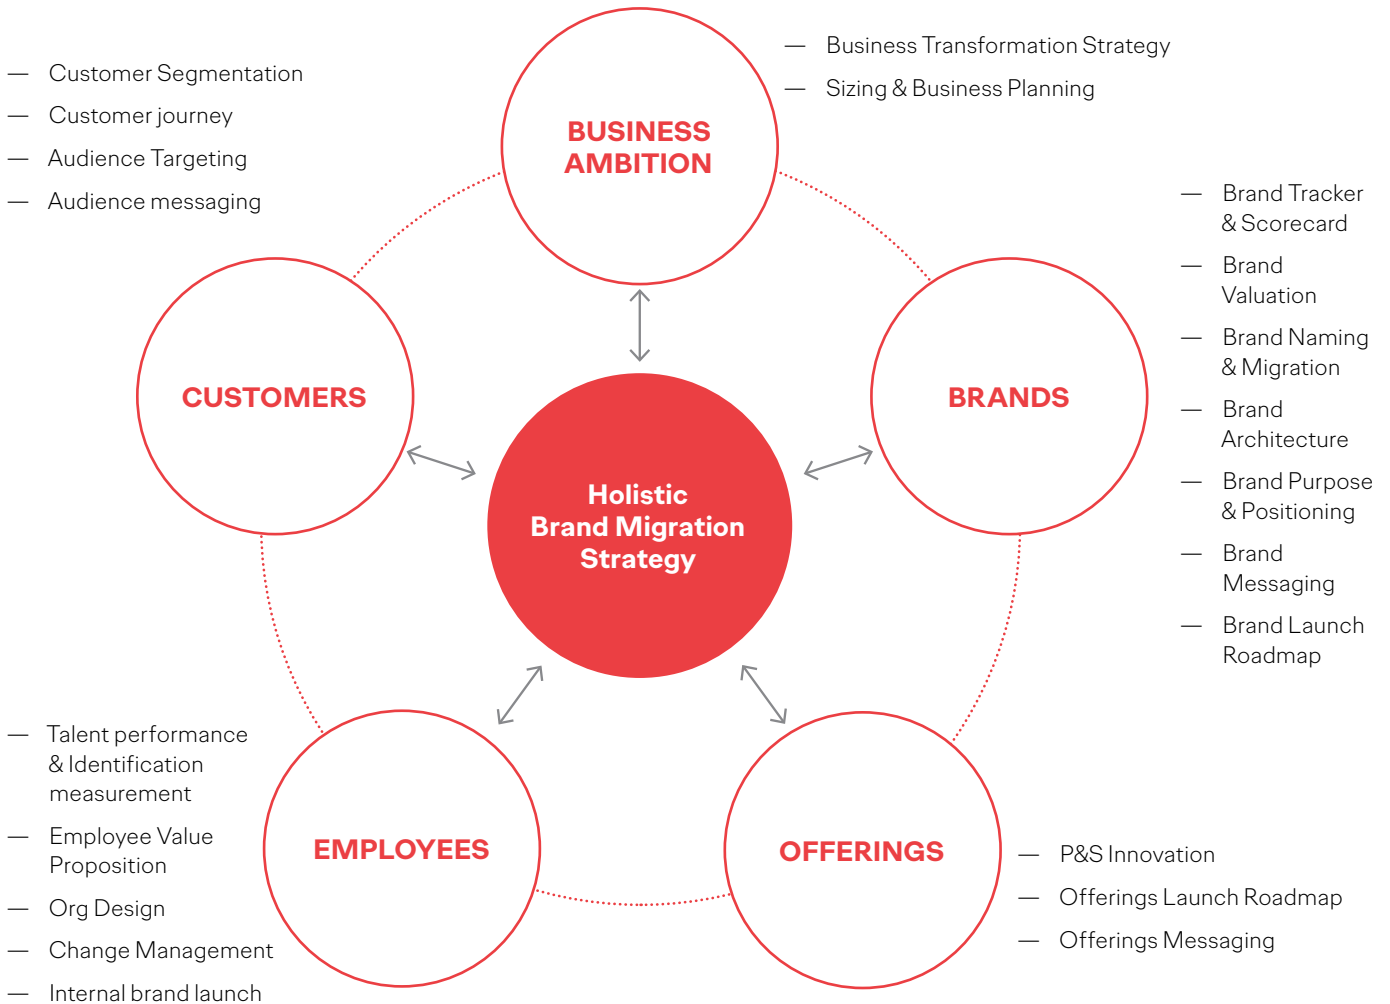 — Customer Segmentation
— Customer journey
— Audience Targeting
— Audience messaging
BUSINESS
AMBITION
— Business Transformation Strategy
— Sizing & Business Planning
CUSTOMERS
BRANDS
— Brand Tracker
& Scorecard
— Brand
Valuation
— Brand Naming
& Migration
— Brand
Architecture
— Brand Purpose
& Positioning
— Brand
Messaging
— Brand Launch
Roadmap
Holistic
Brand Migration
Strategy
— Talent performance
& Identification
measurement
— Employee Value
Proposition
— Org Design
— Change Management
— Internal brand launch
EMPLOYEES
OFFERINGS
— P&S Innovation
— Offerings Launch Roadmap
— Offerings Messaging